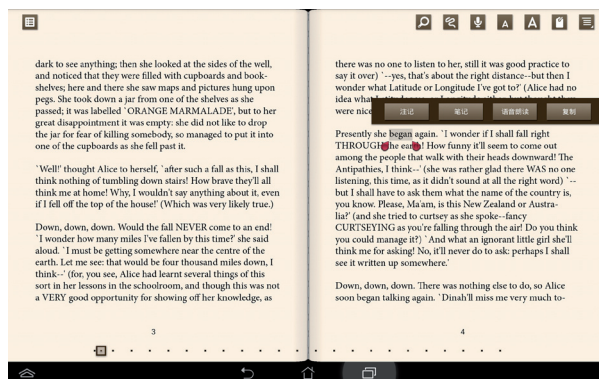 A A
dark to see anything; then she looked at the sides of the well,
and noticed that they were filled with cupboards and book-
shelves; here and there she saw maps and pictures hung upon
pegs. She took down a jar from one of the shelves as she
passed; it was labelled `ORANGE MARMALADE', but to her
great disappointment it was empty: she did not like to drop
the jar for fear of killing somebody, so managed to put it into
one of the cupboards as she fell past it.
`Well!' thought Alice to herself, `after such a fall as this, I shall
think nothing of tumbling down stairs! How brave they'll all
think me at home! Why, I wouldn't say anything about it, even
if I fell off the top of the house!' (Which was very likely true.)
Down, down, down. Would the fall NEVER come to an end!
`I wonder how many miles I've fallen by this time?' she said
aloud. `I must be getting somewhere near the centre of the
earth. Let me see: that would be four thousand miles down, I
think--' (for, you see, Alice had learnt several things of this
sort in her lessons in the schoolroom, and though this was not
a VERY good opportunity for showing off her knowledge, as
3
there was no one to listen to her, still it was good practice to
say it over) `--yes, that's about the right distance--but then I
wonder what Latitude or Longitude I've got to?' (Alice had no
idea what
were nice
注记 笔记 语音朗读 复制
Presently she began again. `I wonder if I shall fall right
THROUGH the earth! How funny it'll seem to come out
among the people that walk with their heads downward! The
Antipathies, I think--' (she was rather glad there WAS no one
listening, this time, as it didn't sound at all the right word) `--
but I shall have to ask them what the name of the country is,
you know. Please, Ma'am, is this New Zealand or Austra-
lia?' (and she tried to curtsey as she spoke--fancy
CURTSEYING as you're falling through the air! Do you think
you could manage it?) `And what an ignorant little girl she'll
think me for asking! No, it'll never do to ask: perhaps I shall
see it written up somewhere.'
Down, down, down. There was nothing else to do, so Alice
soon began talking again. `Dinah'll miss me very much to-
4